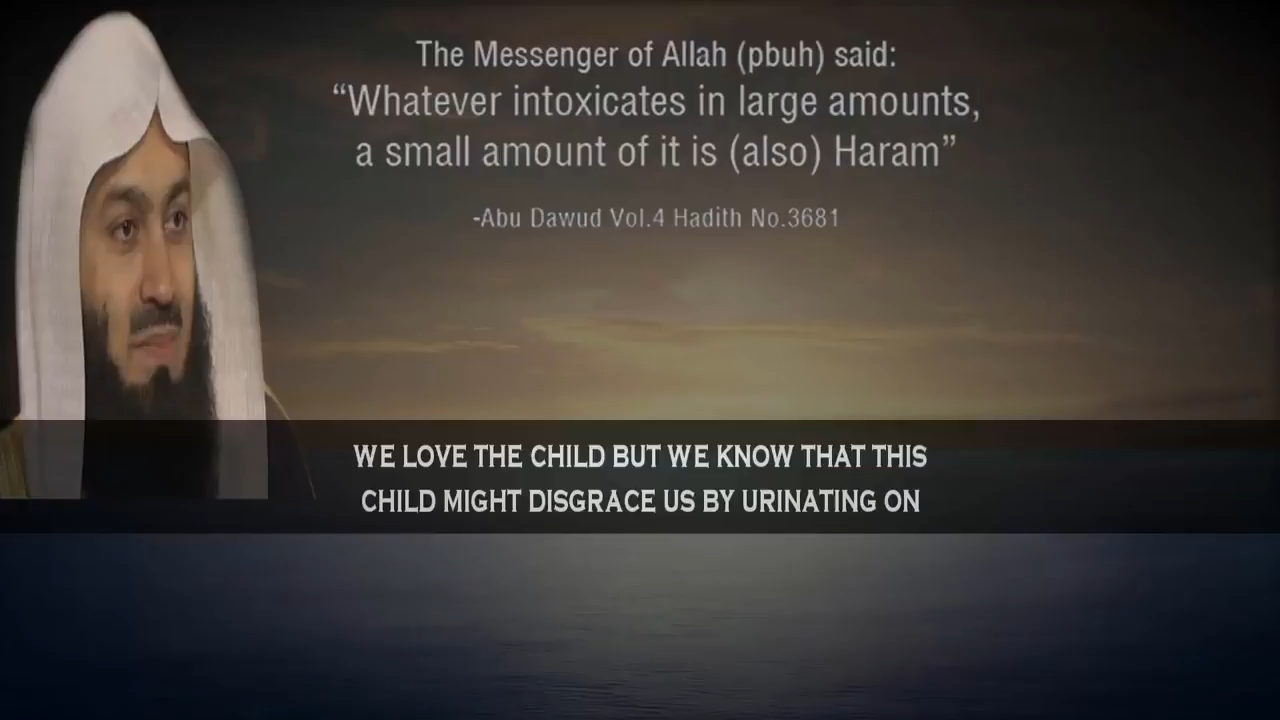 The Messenger of Allah (pbuh) said:
“Whatever intoxicates in large amounts,
a small amount of it is (also) Haram”
-Abu Dawud Vol.4 Hadith No.3681
WE LOVE THE CHILD BUT WE KNOW THAT THIS
CHILD MIGHT DISGRACE US BY URINATING ON